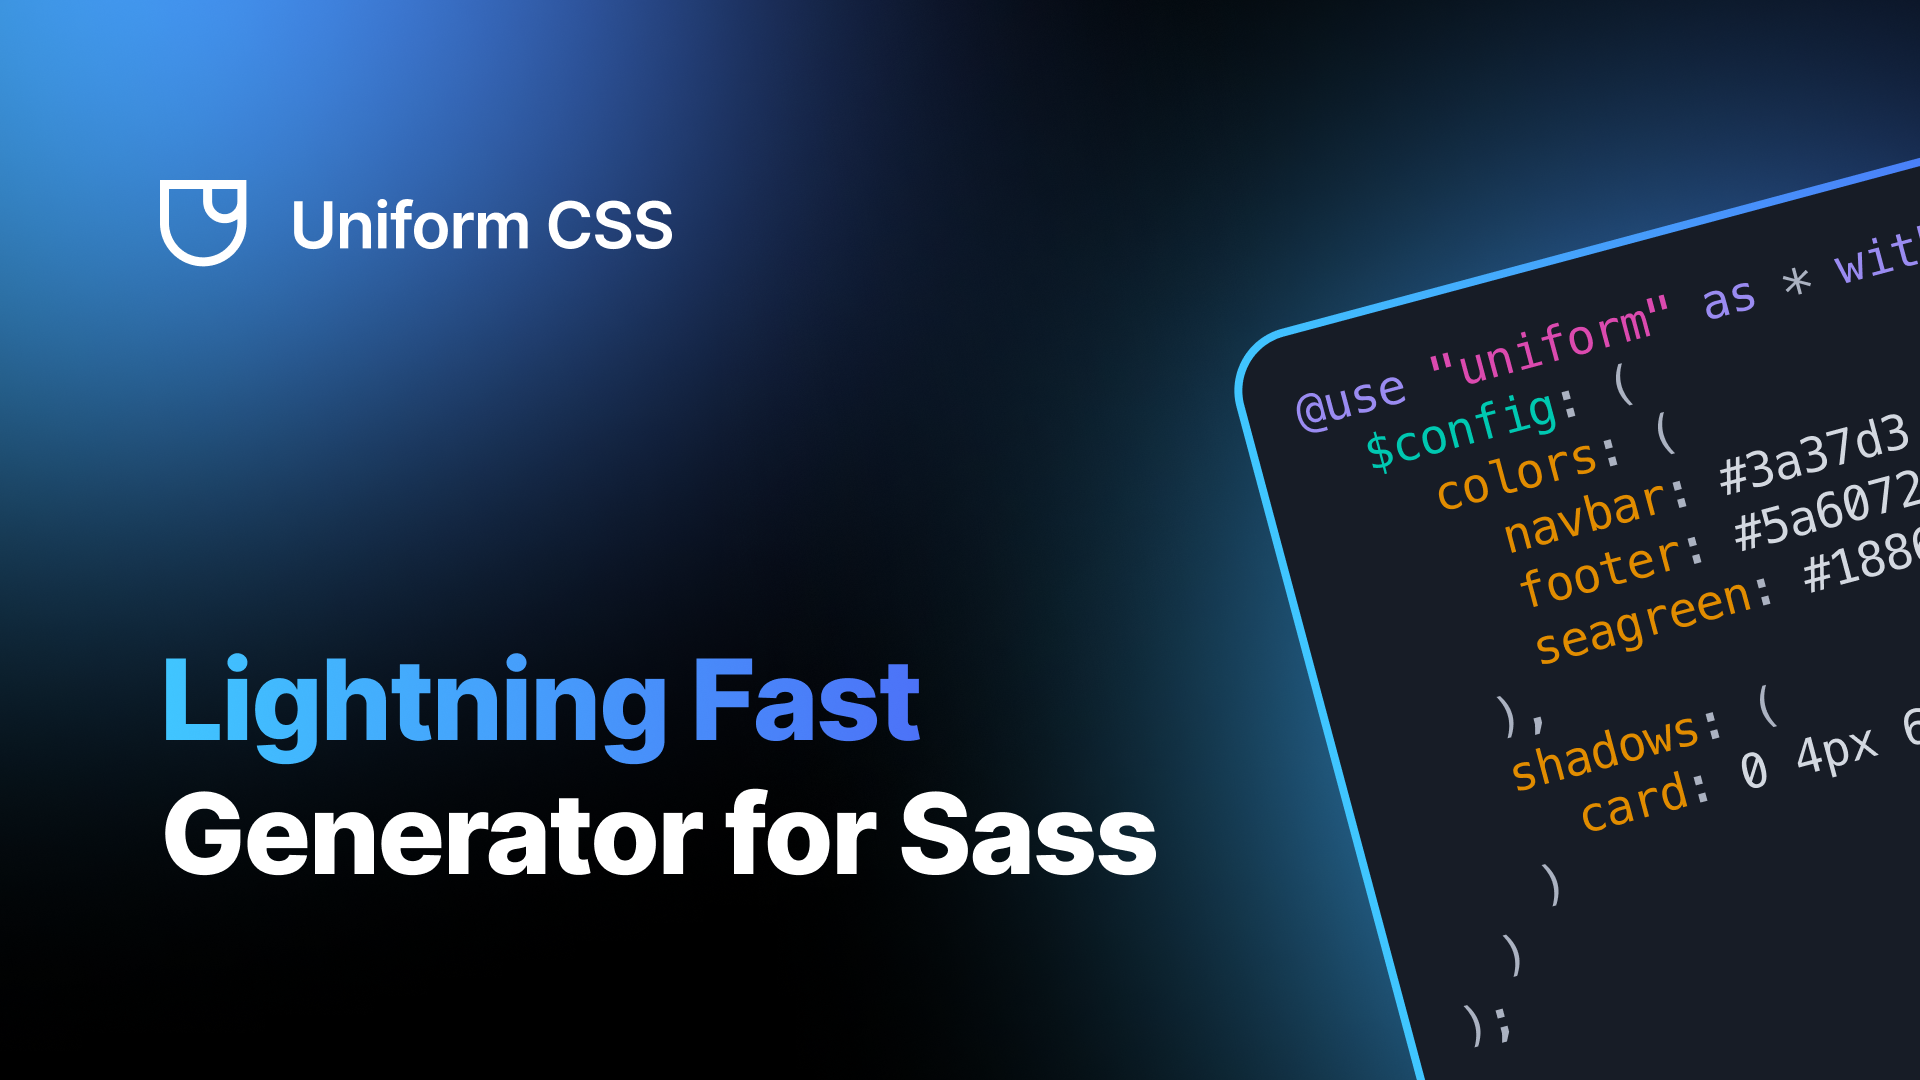 Uniform CSS
Lightning Fast
Generator for Sass
@use "uniform" as *
$config: (
colors: (
navbar: #3a37d3
footer: #5a6072
seagreen:
),
shadows: (
card: 0 4px
)
)
);